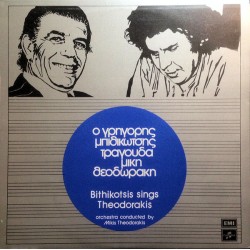 ο γρηγορης
μπιθικωτσης
τραγουδα
μικη
θεοδωρακη
Bithikotsis sings
Theodorakis
orchestra conducted by
Mikis Theodorakis
EMI